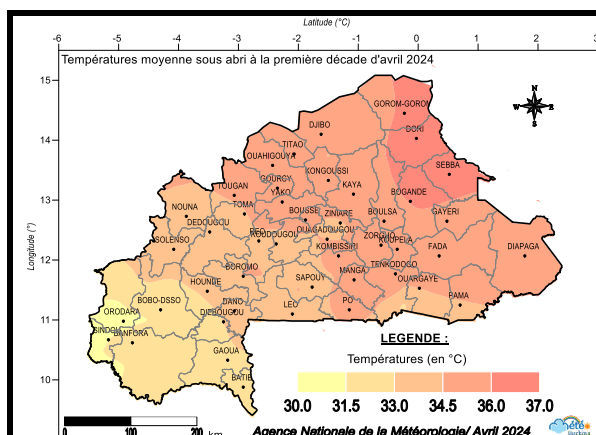 Latitude (°C)
-6 -5 -4 -3 -2 -1 0 1 2 3
Températures moyenne sous abri à la première décade d'avril 2024
15
14
13
12
11
10
Longitude (°)
N
W E
S
GOROM-GOROM
DJIBO
DORI
TITAO
OUAHIGOUYA
KONGOUSSI
SEBBA
GOURCY
TOUGAN
KAYA
YAKO
BOGANDE
NOUNA
TOMA
BOUSSE
ZINIARE
BOULSA
GAYERI
DEDOUGOU
REO
OUAGADOUGOU
ZORGHO
KOUDOUGOU
KOUPELA
SOLENSO
KOMBISSIRI
FADA
DIAPAGA
BOROMO
TENKODOGO
HOUNDE
SAPOUY
MANGA
OUARGAYE
BOBO-DSSO
DANO
LEO
PO
PAMA
ORODARA
DIEBOUGOU
SINDOU
BANFORA
GAOUA
BATIE
LEGENDE :
Températures (en °C)
30.0 31.5 33.0 34.5 36.0 37.0
0 100 200
km
Agence Nationale de la Météorologie/ Avril 2024
Météo
Burkina